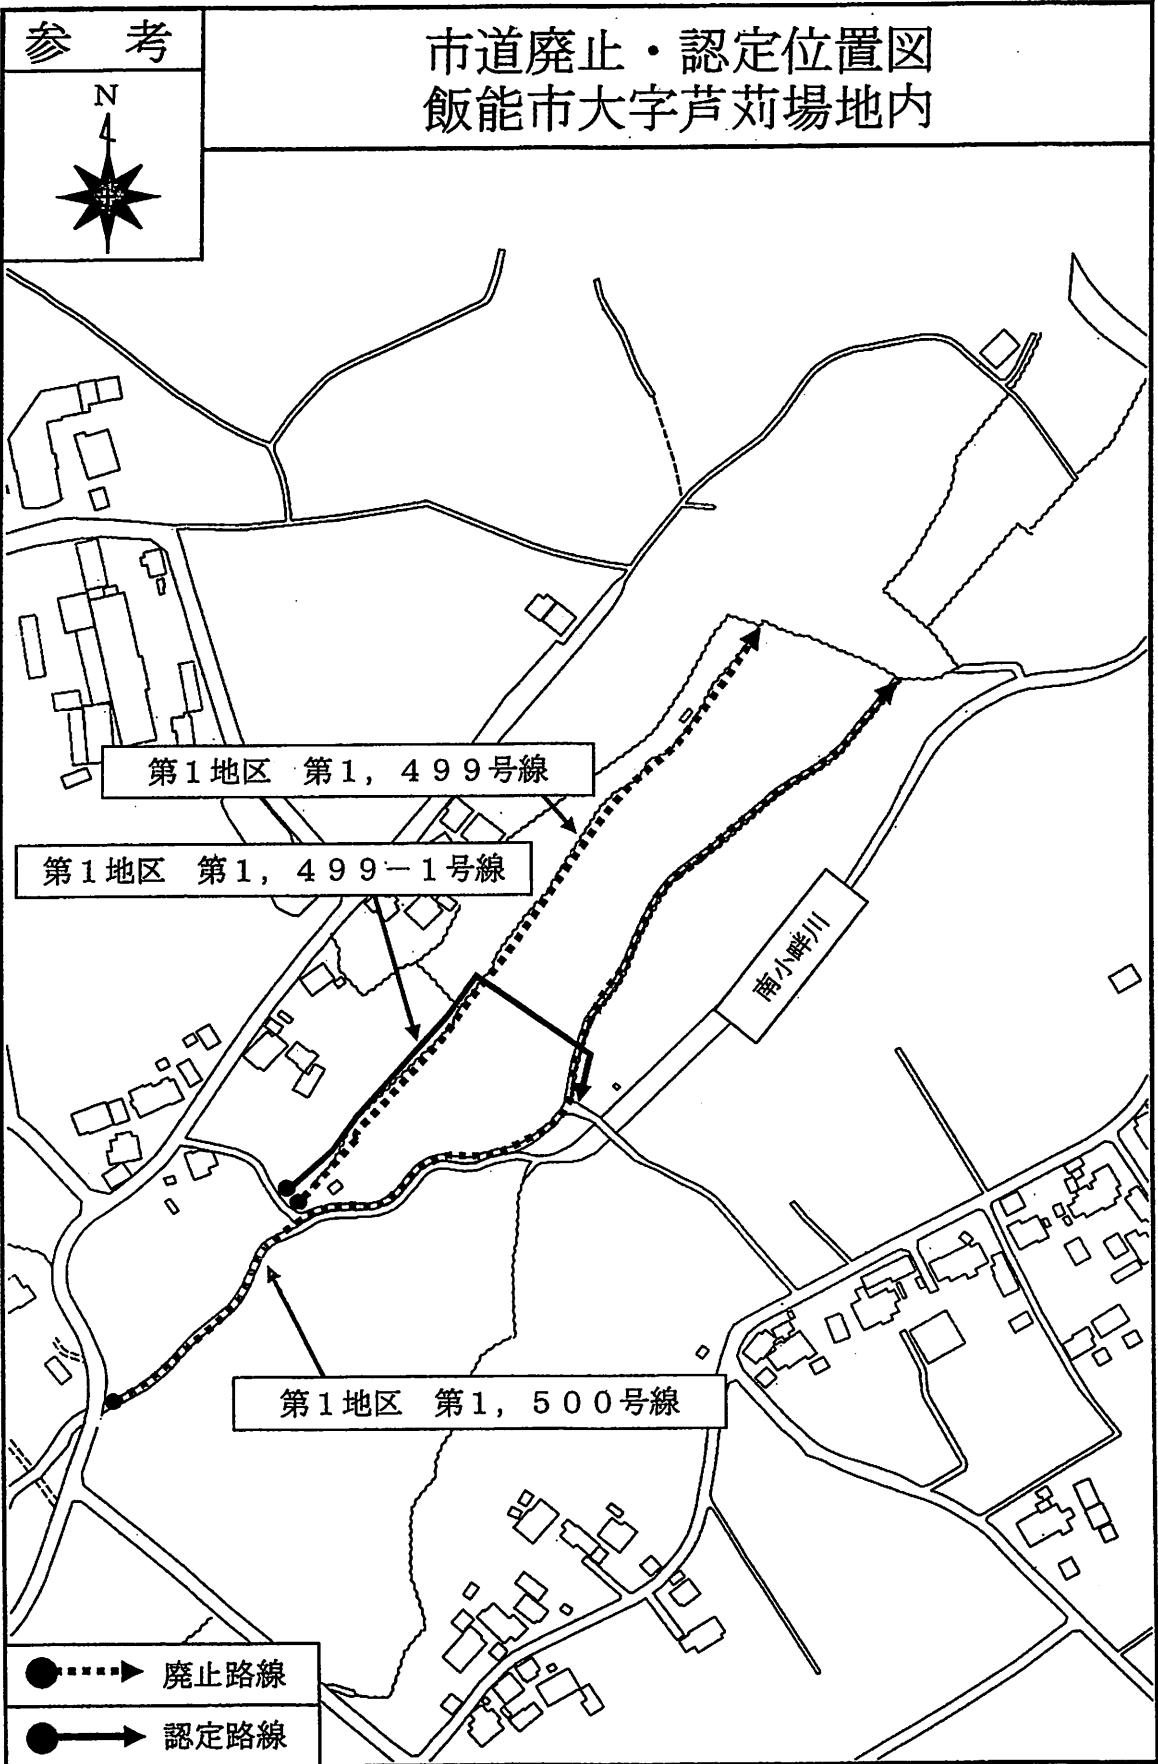 参　考
市道廃止・認定位置図
飯能市大字芦苅場地内
N
第１地区　第１，４９９号線
第１地区　第１，４９９－１号線
南小畔川
第１地区　第１，５００号線
廃止路線
認定路線